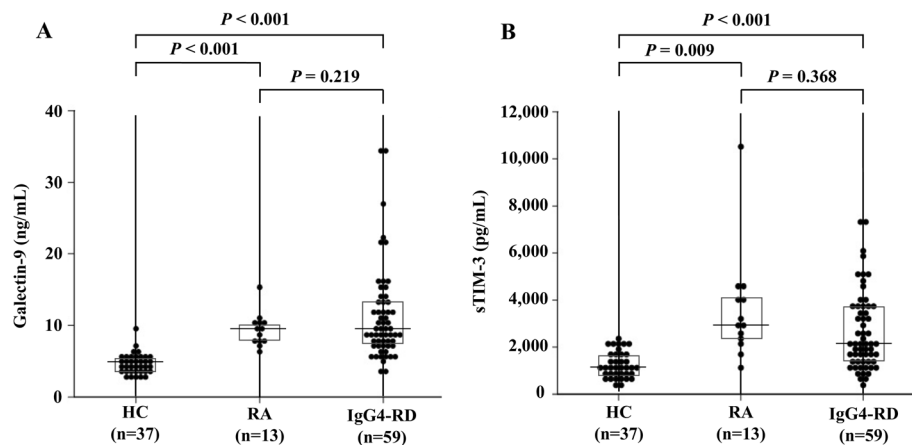 A
P < 0.001
P < 0.001
P = 0.219
Galectin-9 (ng/mL)
40
30
20
10
0
HC
(n=37)
RA
(n=13)
IgG4-RD
(n=59)
B
P < 0.001
P = 0.009
P = 0.368
sTIM-3 (pg/mL)
12,000
10,000
8,000
6,000
4,000
2,000
0
HC
(n=37)
RA
(n=13)
IgG4-RD
(n=59)